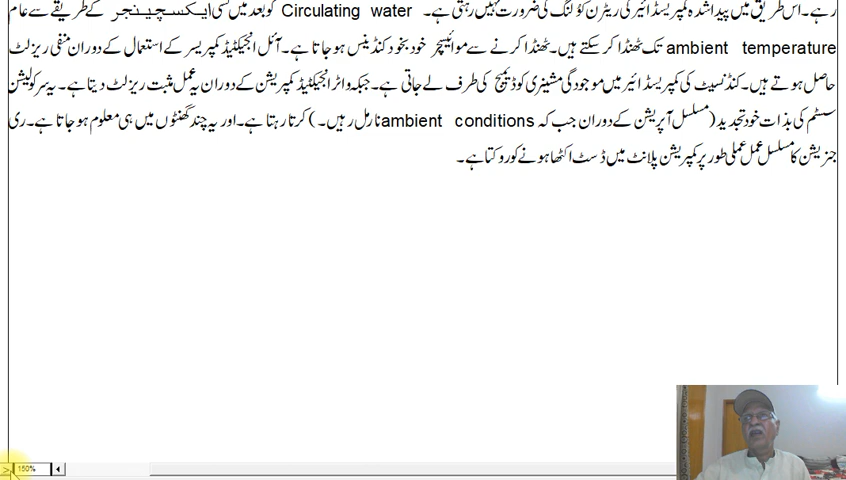 رہے۔ اس طریق میں پیدا شدہ کمپریسڈ ائیر کی ریٹرن کولنگ کی ضرورت نہیں رہتی ہے۔ Circulating water کو بعد میں کسی ایکسچینجر کے طریقے سے عام
ambient temperature تک ٹھنڈا کر سکتے ہیں۔ ٹھنڈا کرنے سے موائیسچر خود بخود کنڈینس ہو جاتا ہے۔ آئل انجیکٹیڈ کمپریسر کے استعمال کے دوران منفی ریزلٹ
حاصل ہوتے ہیں۔ کنڈنسیٹ کی کمپریسڈ ائیر میں موجودگی مشینری کو ڈیمیج کی طرف لے جاتی ہے۔ جبکہ واٹر انجیکٹیڈ کمپریشن کے دوران یہ عمل مثبت ریزلٹ دیتا ہے۔ یہ سرکولیشن
سسٹم کی بذات خود تجدید (مسلسل آپریشن کے دوران جب کہ ambient conditions نارمل رہیں۔) کرتا رہتا ہے۔ اور یہ چند گھنٹوں میں ہی معلوم ہو جاتا ہے۔ ری
جنریشن کا مسلسل عمل عملی طور پر کمپریشن پلانٹ میں ڈسٹ اکٹھا ہونے کو روکتا ہے۔
150%